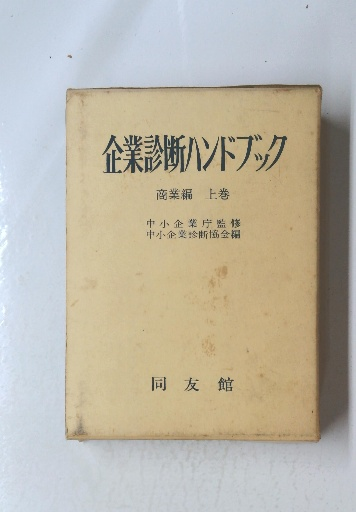 企業診断ハンドブック
商業編 上巻
中小企業庁監修
中小企業診断協会編
同友館